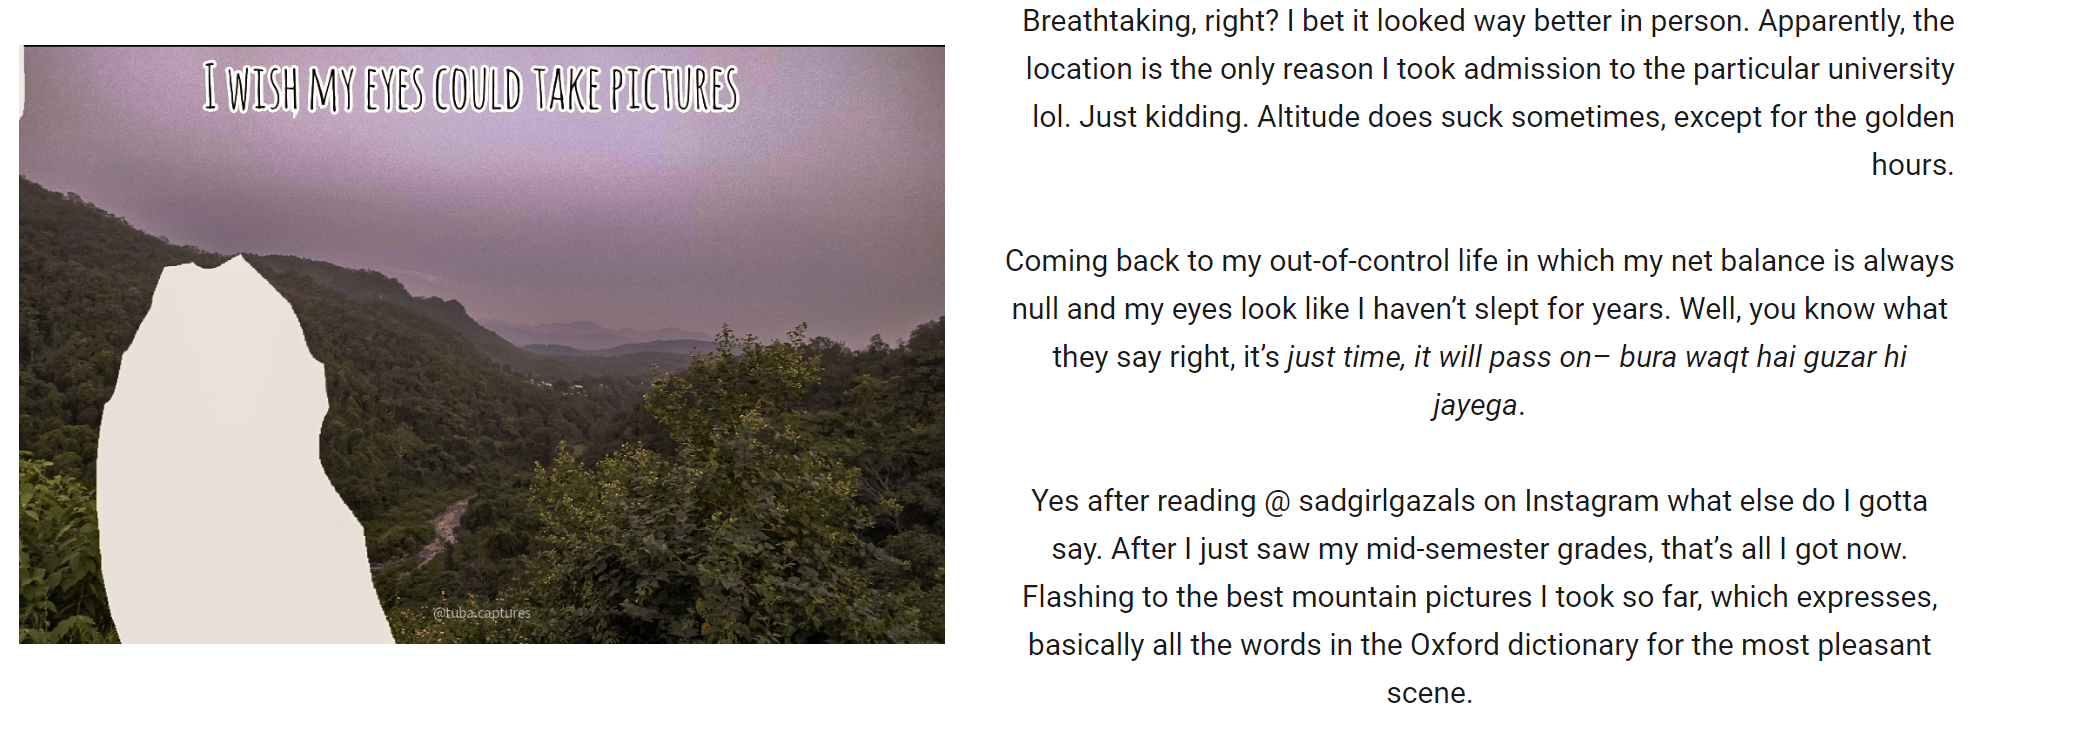 I WISH MY EYES COULD TAKE PICTURES
@tuba.captures
Breathtaking, right? I bet it looked way better in person. Apparently, the
location is the only reason I took admission to the particular university
lol. Just kidding. Altitude does suck sometimes, except for the golden
hours.
Coming back to my out-of-control life in which my net balance is always
null and my eyes look like I haven’t slept for years. Well, you know what
they say right, it’s just time, it will pass on– bura waqt hai guzar hi
jayega.
Yes after reading @ sadgirlgazals on Instagram what else do I gotta
say. After I just saw my mid-semester grades, that’s all I got now.
Flashing to the best mountain pictures I took so far, which expresses,
basically all the words in the Oxford dictionary for the most pleasant
scene.